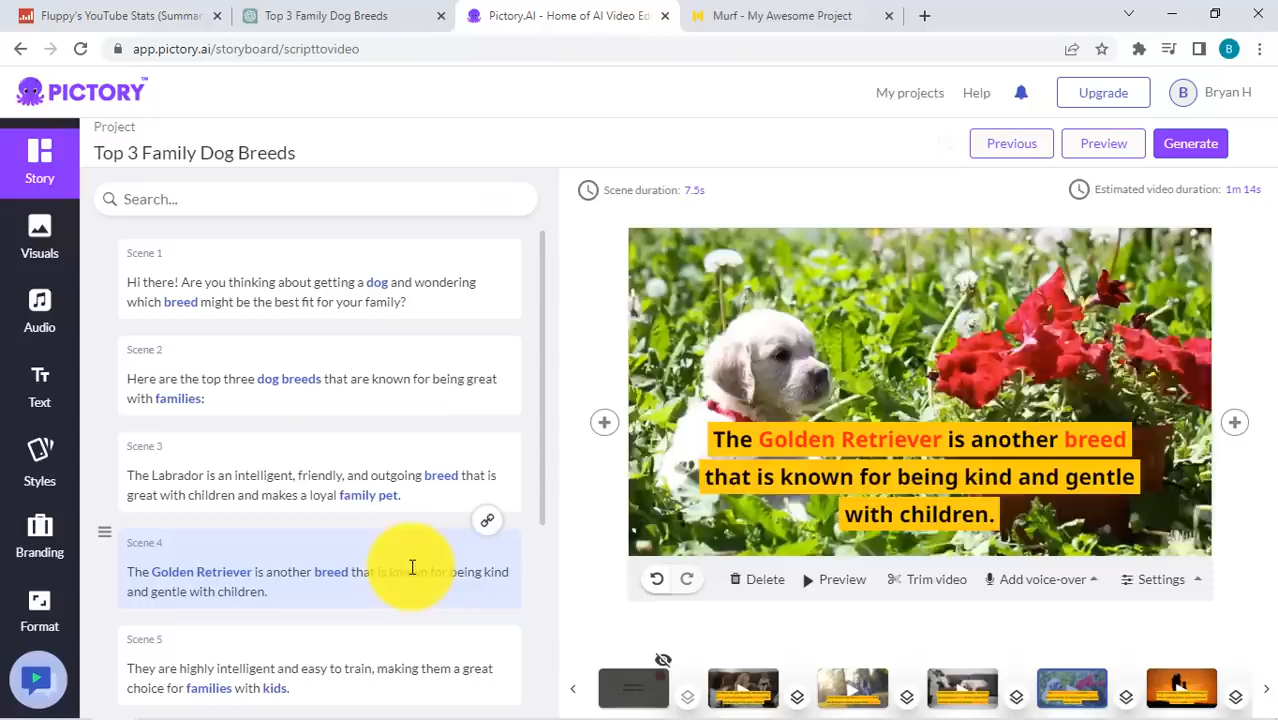 Fluppy's YouTube Stats (Summar
Top 3 Family Dog Breeds
Pictory.AI - Home of AI Video Ed
Murf - My Awesome Project
app.pictory.ai/storyboard/scripttovideo
B
PICTORY™
My projects
Help
Upgrade
B
Bryan H
Project
Top 3 Family Dog Breeds
Previous
Preview
Generate
Story
Visuals
Audio
Tt
Text
Styles
Branding
Format
Search...
Scene 1
Hi there! Are you thinking about getting a dog and wondering
which breed might be the best fit for your family?
Scene 2
Here are the top three dog breeds that are known for being great
with families:
Scene 3
The Labrador is an intelligent, friendly, and outgoing breed that is
great with children and makes a loyal family pet.
Scene 4
The Golden Retriever is another breed that is known for being kind
and gentle with children.
Scene 5
They are highly intelligent and easy to train, making them a great
choice for families with kids.
Scene duration: 7.5s
Estimated video duration: 1m 14s
The Golden Retriever is another breed
that is known for being kind and gentle
with children.
Delete
Preview
Trim video
Add voice-over
Settings